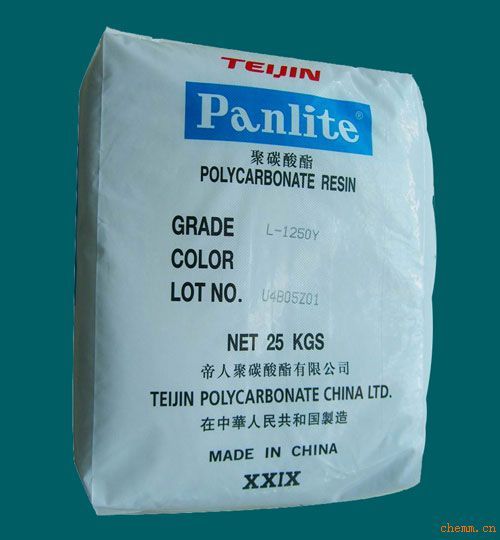 TEIJIN
Panlite®
聚碳酸酯
POLYCARBONATE RESIN
GRADE L-1250Y
COLOR
LOT NO. U4B05Z01
NET 25 KGS
帝人聚碳酸酯有限公司
TEIJIN POLYCARBONATE CHINA LTD.
在中華人民共和国製造
MADE IN CHINA
XXIX
chemm.cn